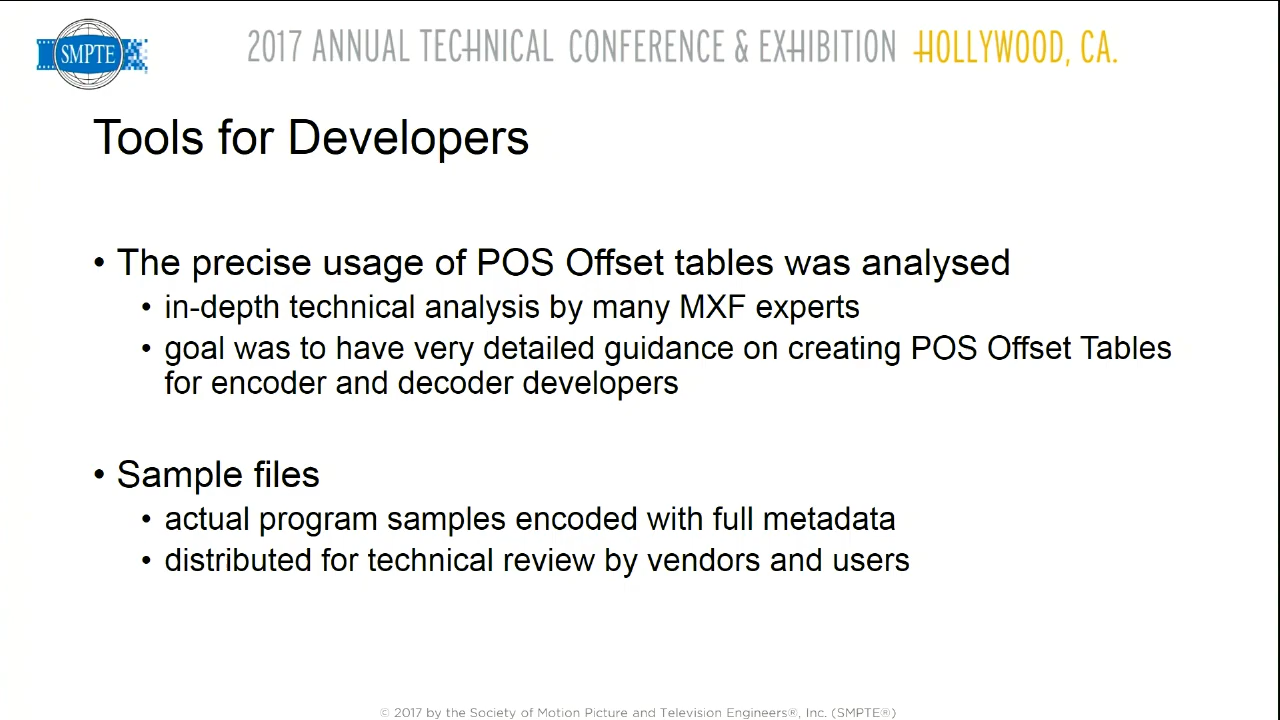 SMPTE
2017 ANNUAL TECHNICAL CONFERENCE & EXHIBITION HOLLYWOOD, CA.
Tools for Developers
• The precise usage of POS Offset tables was analysed
• in-depth technical analysis by many MXF experts
• goal was to have very detailed guidance on creating POS Offset Tables
for encoder and decoder developers
• Sample files
• actual program samples encoded with full metadata
• distributed for technical review by vendors and users
© 2017 by the Society of Motion Picture and Television Engineers®, Inc. (SMPTE®)